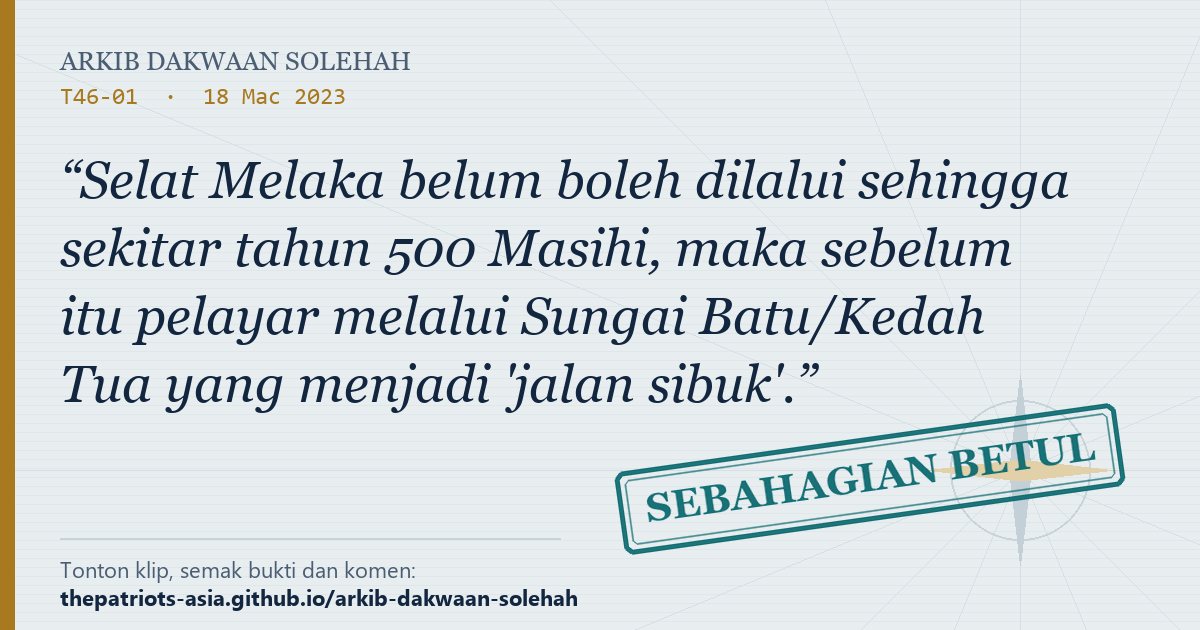 ARKIB DAKWAAN SOLEHAH
T46-01 · 18 Mac 2023
“Selat Melaka belum boleh dilalui sehingga
sekitar tahun 500 Masihi, maka sebelum
itu pelayar melalui Sungai Batu/Kedah
Tua yang menjadi 'jalan sibuk'.”
SEBAHAGIAN BETUL
Tonton klip, semak bukti dan komen:
thepatriots-asia.github.io/arkib-dakwaan-solehah